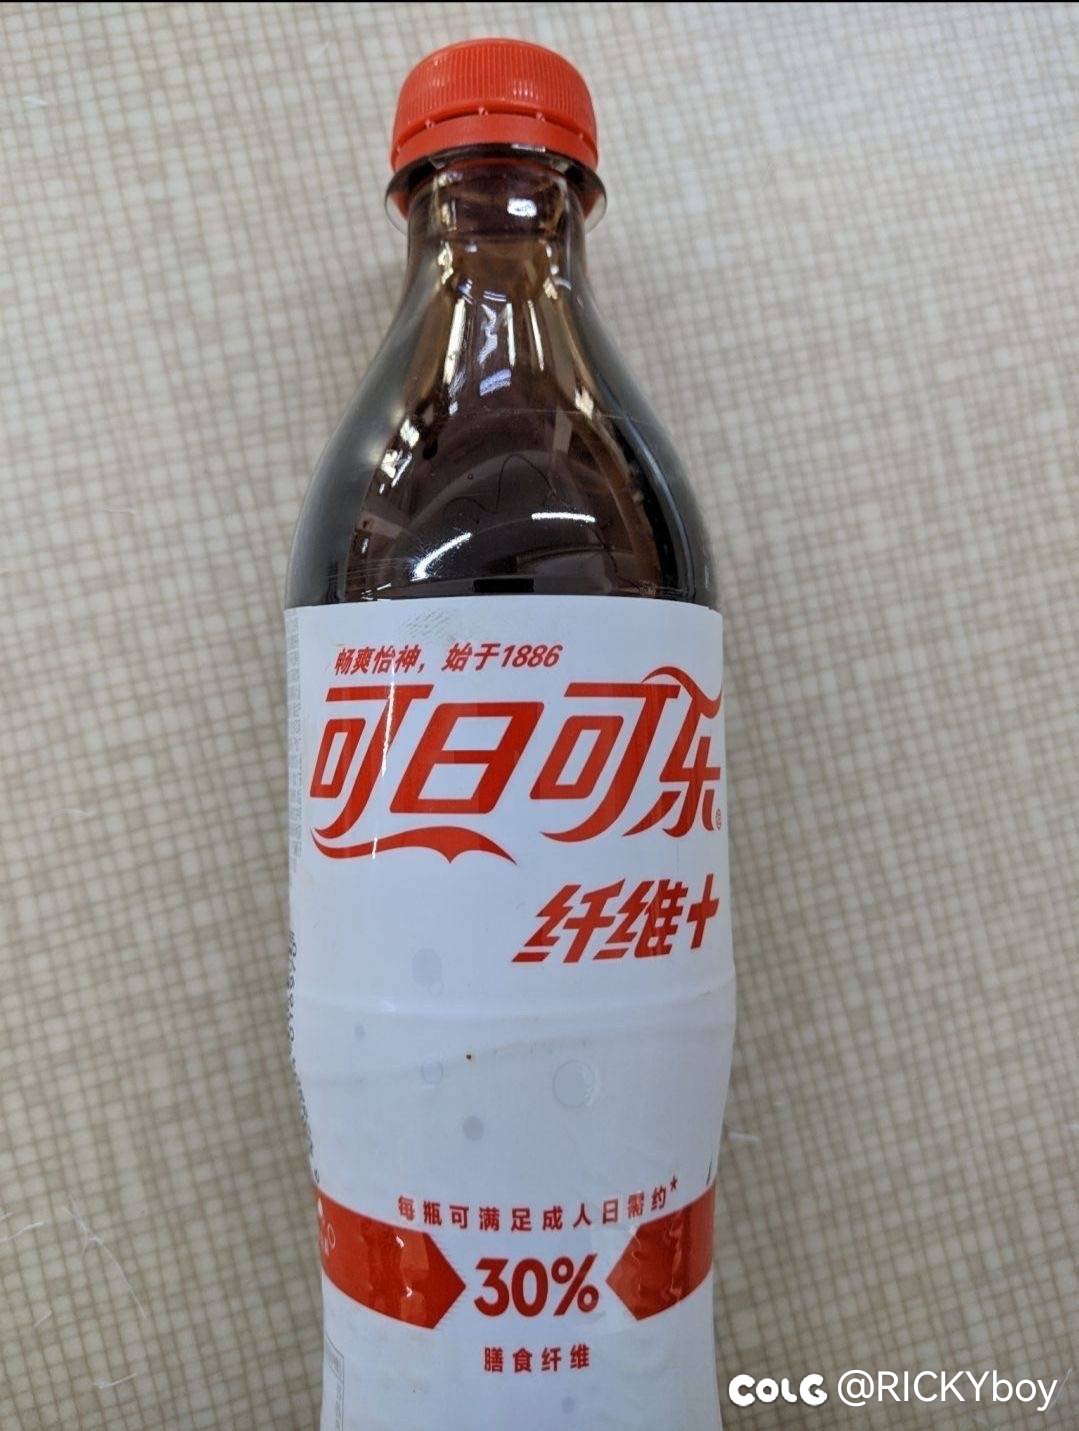 畅爽怡神，始于1886
可日可乐
纤维+
每瓶可满足成人日需约*
30%
膳食纤维
COLG @RICKYboy